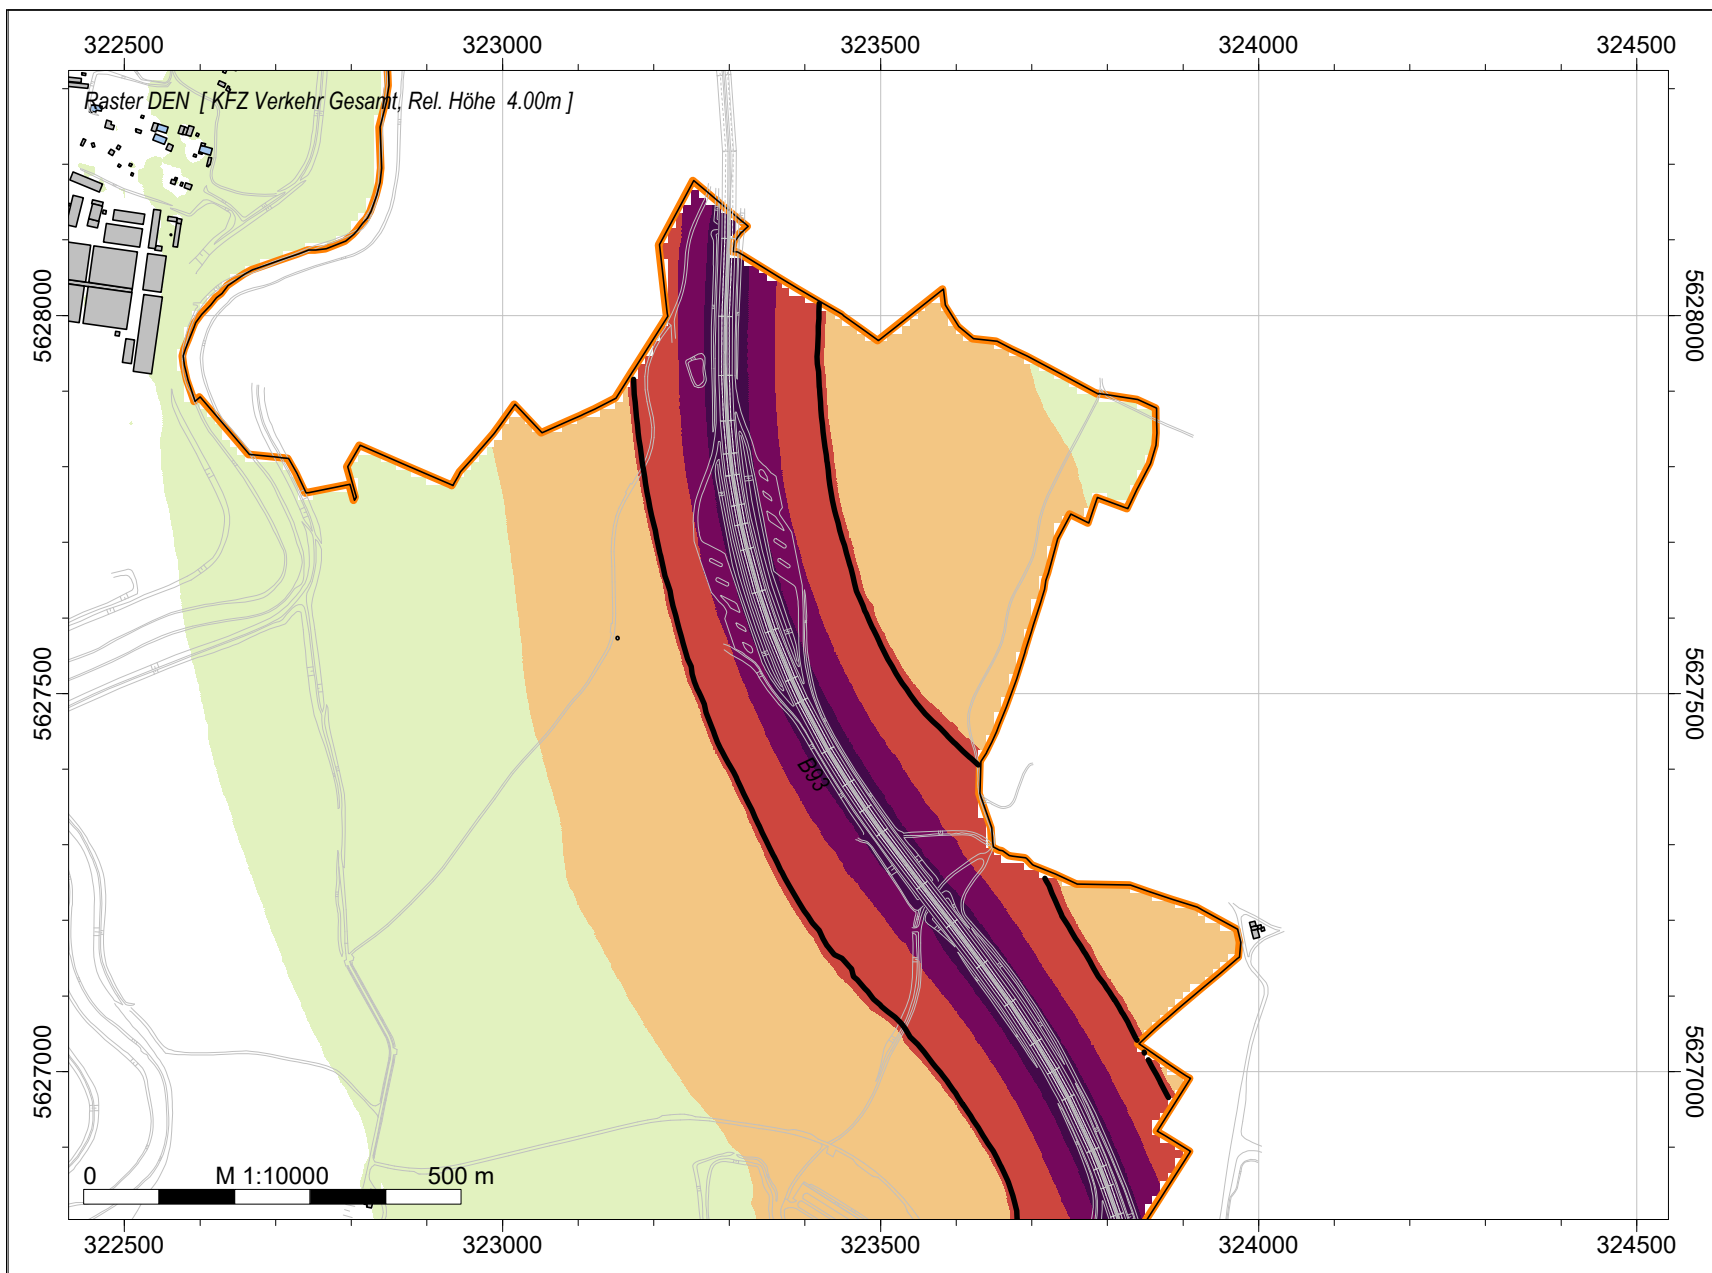 322500 323000 323500 324000 324500
Raster DEN [ KFZ Verkehr Gesamt, Rel. Höhe 4.00m ]
5628000 5628000
5627500 5627500
B93
5627000 5627000
0 M 1:10000 500 m
322500 323000 323500 324000 324500